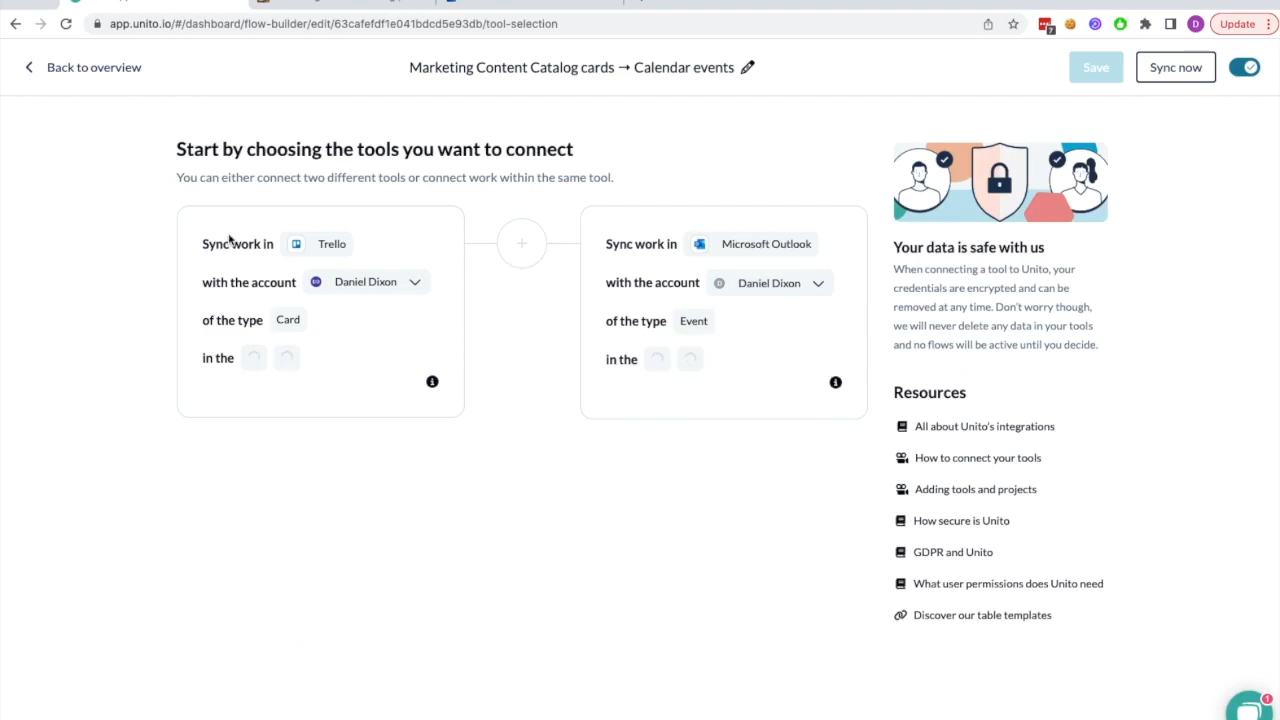 app.unito.io/#/dashboard/flow-builder/edit/63cafefdf1e041bdcd5e93db/tool-selection
7
D
Update
Back to overview
Marketing Content Catalog cards → Calendar events
Save
Sync now
Start by choosing the tools you want to connect
You can either connect two different tools or connect work within the same tool.
Sync work in Trello
with the account Daniel Dixon
of the type Card
in the
Sync work in Microsoft Outlook
with the account Daniel Dixon
of the type Event
in the
Your data is safe with us
When connecting a tool to Unito, your
credentials are encrypted and can be
removed at any time. Don't worry though,
we will never delete any data in your tools
and no flows will be active until you decide.
Resources
All about Unito's integrations
How to connect your tools
Adding tools and projects
How secure is Unito
GDPR and Unito
What user permissions does Unito need
Discover our table templates
1